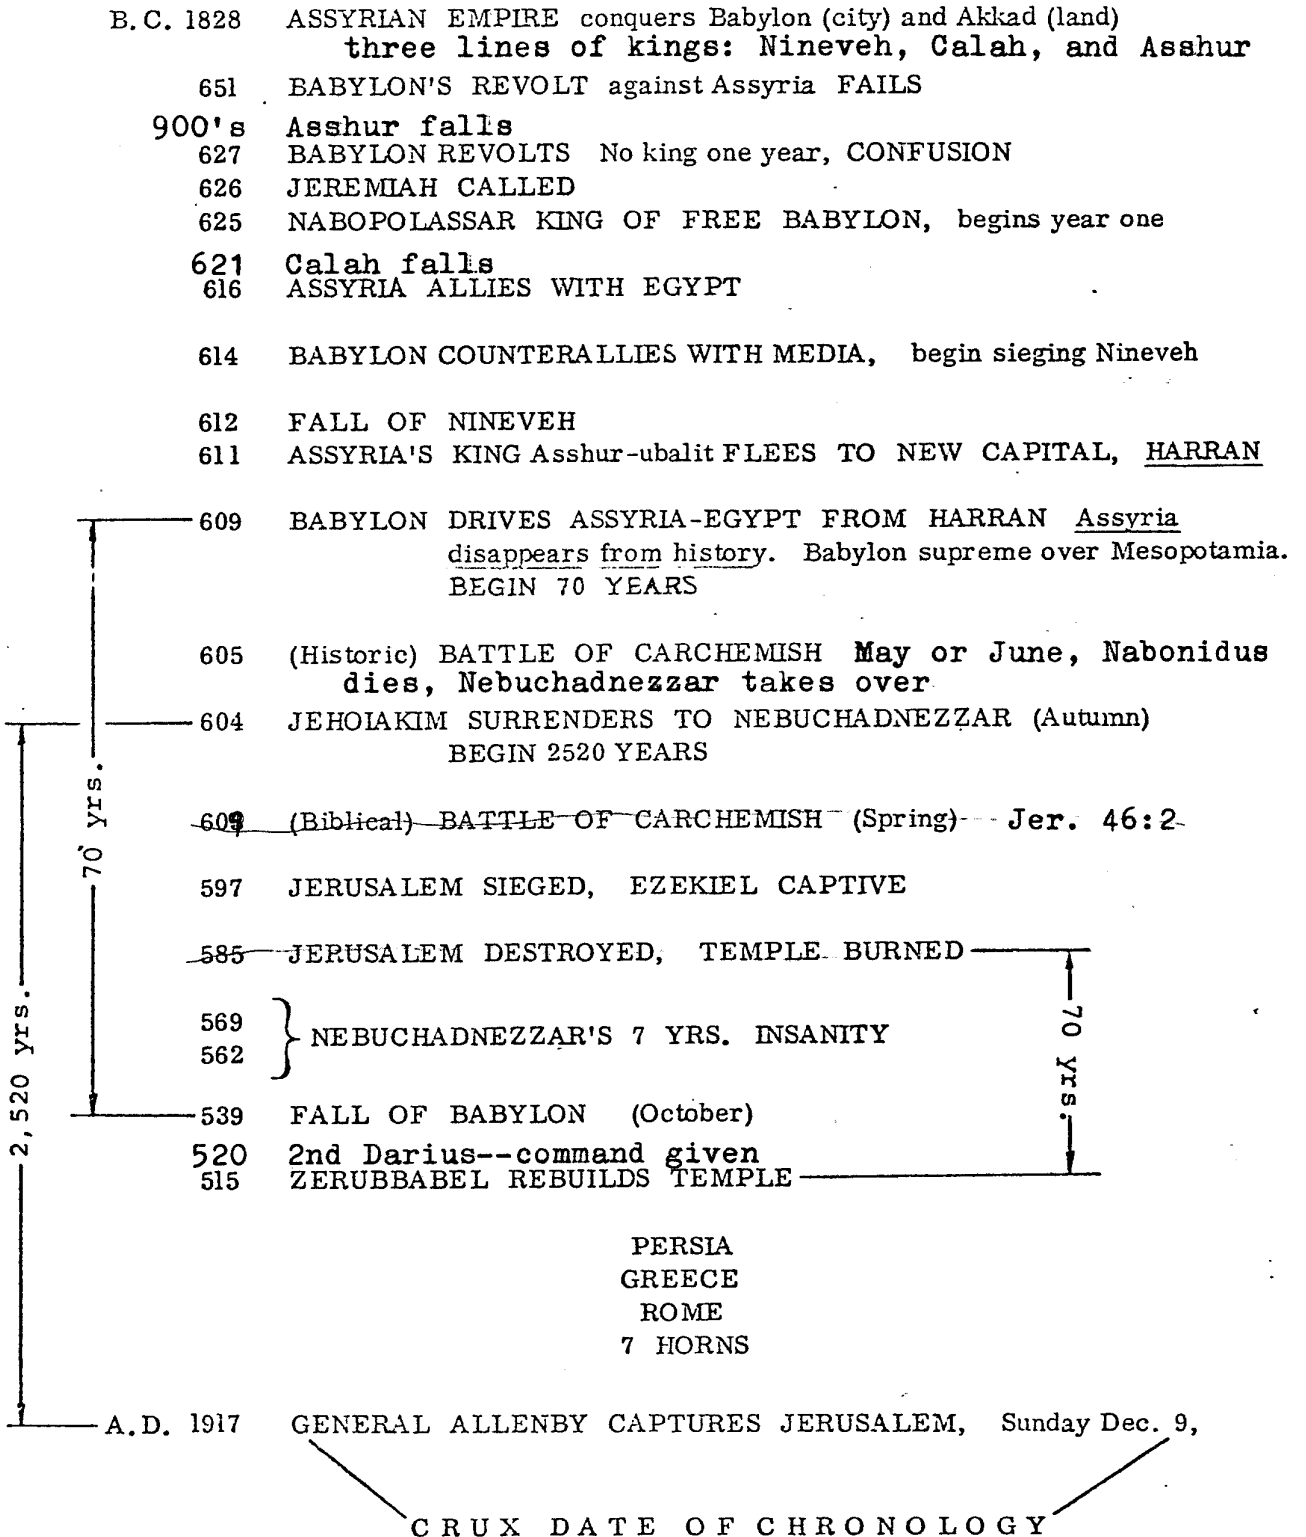 B.C. 1828 ASSYRIAN EMPIRE conquers Babylon (city) and Akkad (land)
three lines of kings: Nineveh, Calah, and Asshur
651 BABYLON'S REVOLT against Assyria FAILS
900's Asshur falls
627 BABYLON REVOLTS No king one year, CONFUSION
626 JEREMIAH CALLED
625 NABOPOLASSAR KING OF FREE BABYLON, begins year one
621 Calah falls
616 ASSYRIA ALLIES WITH EGYPT
614 BABYLON COUNTERALLIES WITH MEDIA, begin sieging Nineveh
612 FALL OF NINEVEH
611 ASSYRIA'S KING Asshur-ubalit FLEES TO NEW CAPITAL, HARRAN
609 BABYLON DRIVES ASSYRIA-EGYPT FROM HARRAN Assyria
disappears from history. Babylon supreme over Mesopotamia.
BEGIN 70 YEARS
605 (Historic) BATTLE OF CARCHEMISH May or June, Nabonidus
dies, Nebuchadnezzar takes over
604 JEHOIAKIM SURRENDERS TO NEBUCHADNEZZAR (Autumn)
BEGIN 2520 YEARS
70 yrs.
(Biblical) BATTLE OF CARCHEMISH (Spring) Jer. 46:2
597 JERUSALEM SIEGED, EZEKIEL CAPTIVE
585 JERUSALEM DESTROYED, TEMPLE BURNED
2,520 yrs.
569
562 NEBUCHADNEZZAR'S 7 YRS. INSANITY
70 yrs.
539 FALL OF BABYLON (October)
520 2nd Darius--command given
515 ZERUBBABEL REBUILDS TEMPLE
PERSIA
GREECE
ROME
7 HORNS
A.D. 1917 GENERAL ALLENBY CAPTURES JERUSALEM, Sunday Dec. 9,
CRUX DATE OF CHRONOLOGY